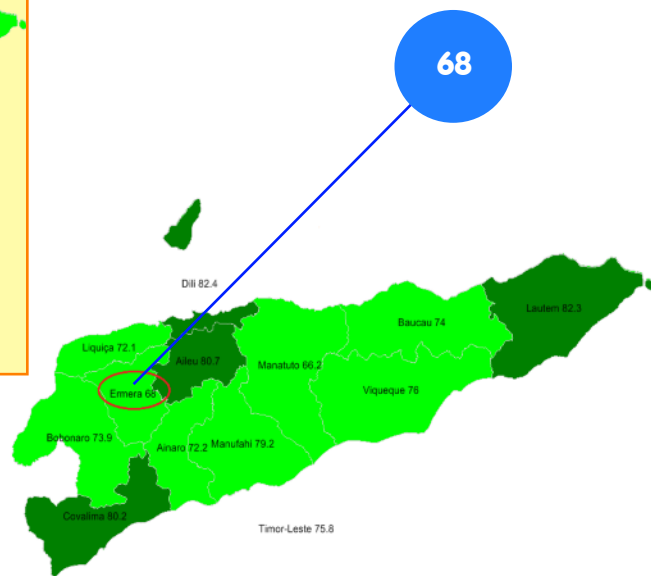 68
Dili 82.4
Lautem 82.3
Baucau 74
Liquiça 72.1
Aileu 80.7
Manatuto 66.2
Ermera 68
Viqueque 76
Bobonaro 73.9
Ainaro 72.2
Manufahi 79.2
Covalima 80.2
Timor-Leste 75.8